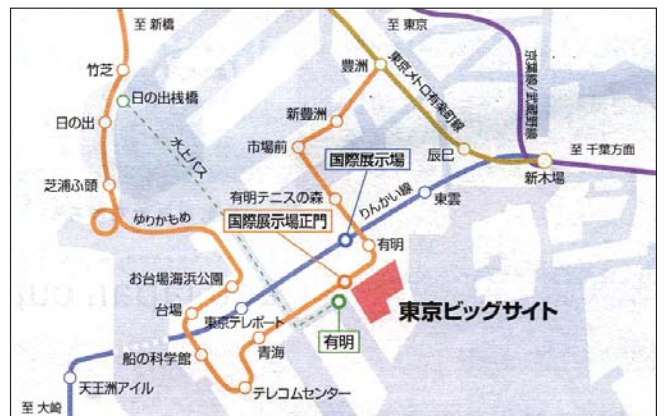 至 新橋
至 東京
竹芝
豊洲
東京メトロ有楽町線
京葉線/武蔵野線
日の出桟橋
日の出
新豊洲
水上バス
市場前
国際展示場
辰巳
至 千葉方面
新木場
芝浦ふ頭
有明テニスの森
りんかい線
東雲
ゆりかもめ
国際展示場正門
有明
お台場海浜公園
台場
東京テレポート
東京ビッグサイト
有明
船の科学館
青海
天王洲アイル
テレコムセンター
至 大崎